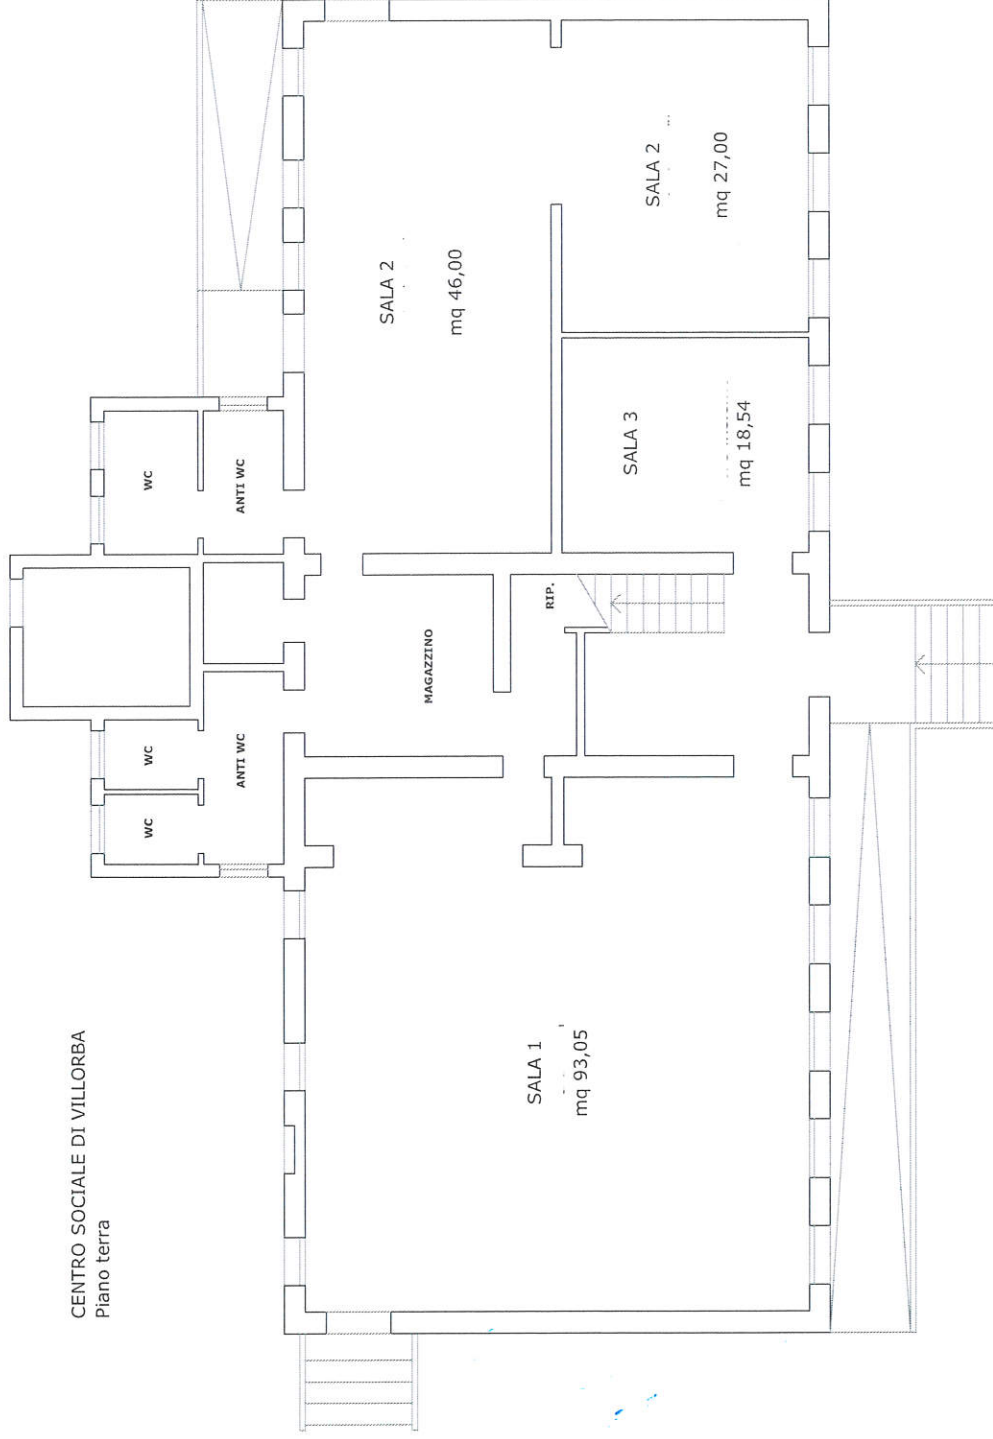 CENTRO SOCIALE DI VILLORBA
Piano terra
WC
WC
WC
ANTI WC
ANTI WC
MAGAZZINO
RIP.
SALA 1
mq 93,05
SALA 2
mq 46,00
SALA 3
mq 18,54
SALA 2
mq 27,00